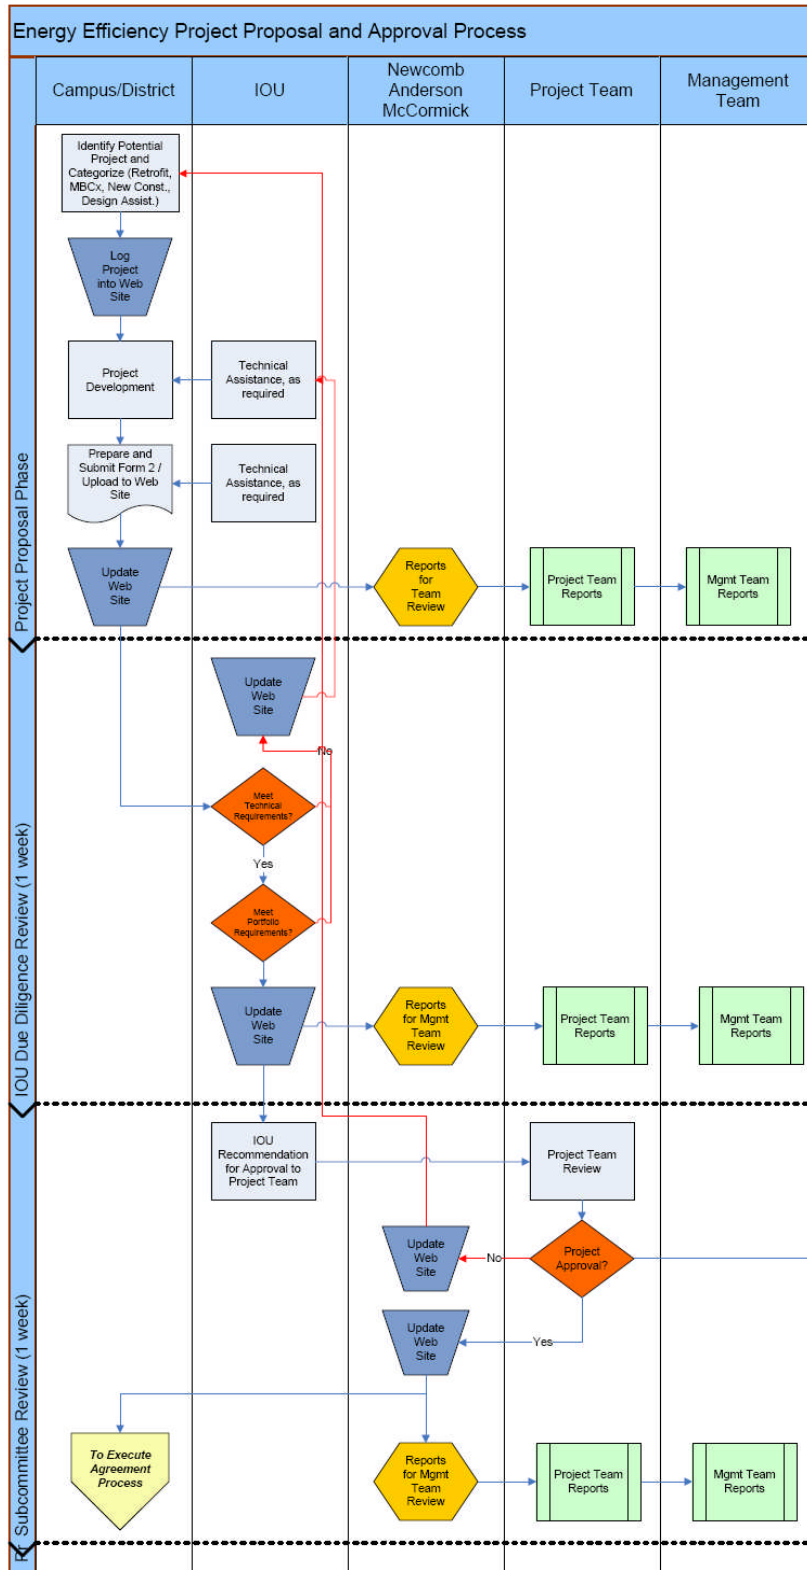 Energy Efficiency Project Proposal and Approval Process
Campus/District
IOU
Newcomb
Anderson
McCormick
Project Team
Management
Team
Project Proposal Phase
Identify Potential
Project and
Categorize (Retrofit,
MBCx, New Const.,
Design Assist.)
Log
Project
into Web
Site
Project
Development
Technical
Assistance, as
required
Prepare and
Submit Form 2 /
Upload to Web
Site
Technical
Assistance, as
required
Update
Web
Site
Reports
for
Team
Review
Project Team
Reports
Mgmt Team
Reports
IOU Due Diligence Review (1 week)
Update
Web
Site
No
Meet
Technical
Requirements?
Yes
Meet
Portfolio
Requirements?
Update
Web
Site
Reports
for Mgmt
Team
Review
Project Team
Reports
Mgmt Team
Reports
Subcommittee Review (1 week)
IOU
Recommendation
for Approval to
Project Team
Project Team
Review
Update
Web
Site
No
Project
Approval?
Update
Web
Site
Yes
To Execute
Agreement
Process
Reports
for Mgmt
Team
Review
Project Team
Reports
Mgmt Team
Reports